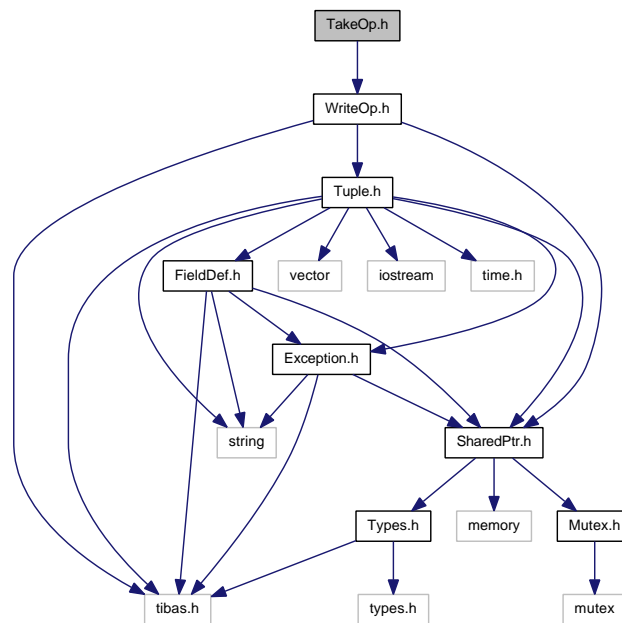 TakeOp.h
WriteOp.h
Tuple.h
FieldDef.h
vector
iostream
time.h
Exception.h
string
SharedPtr.h
Types.h
memory
Mutex.h
tibas.h
types.h
mutex